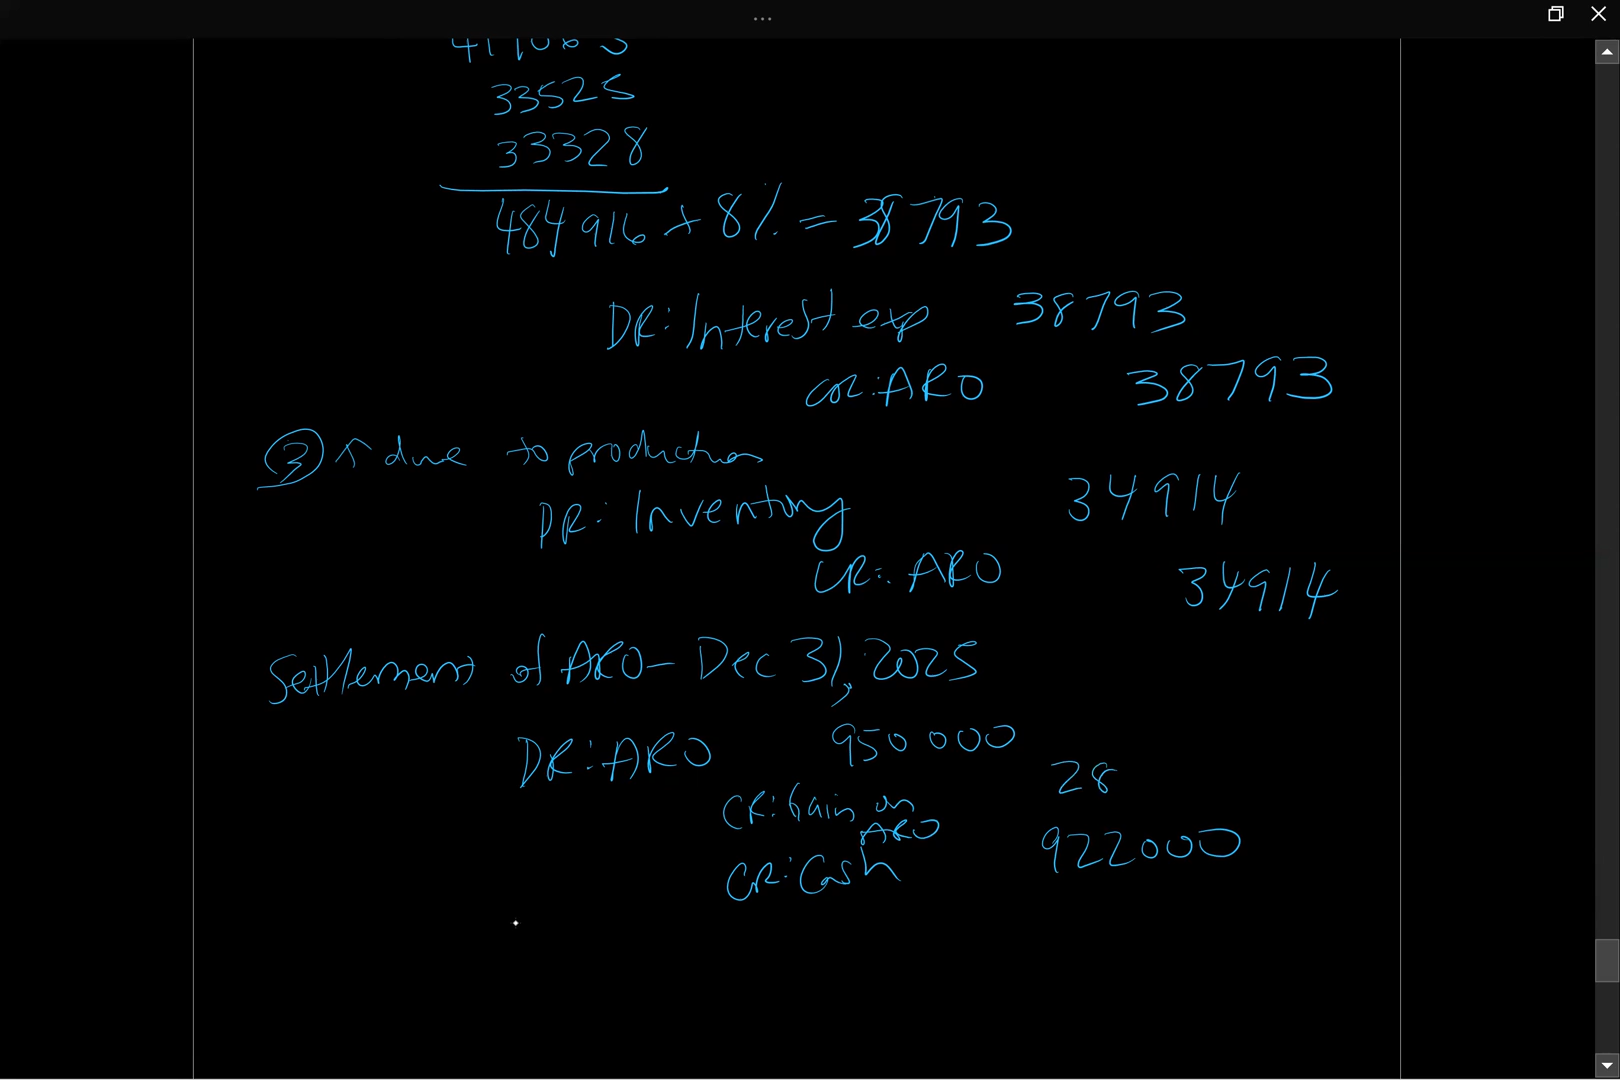 33525
33328
484916 + 8% = 38793
DR: Interest exp 38793
CR: ARO 38793
3 ↑ due to production
DR: Inventory 34914
CR: ARO 34914
Settlement of ARO - Dec 31, 2025
DR: ARO 950 000
CR: Gain on ARO 28
CR: Cash 922000